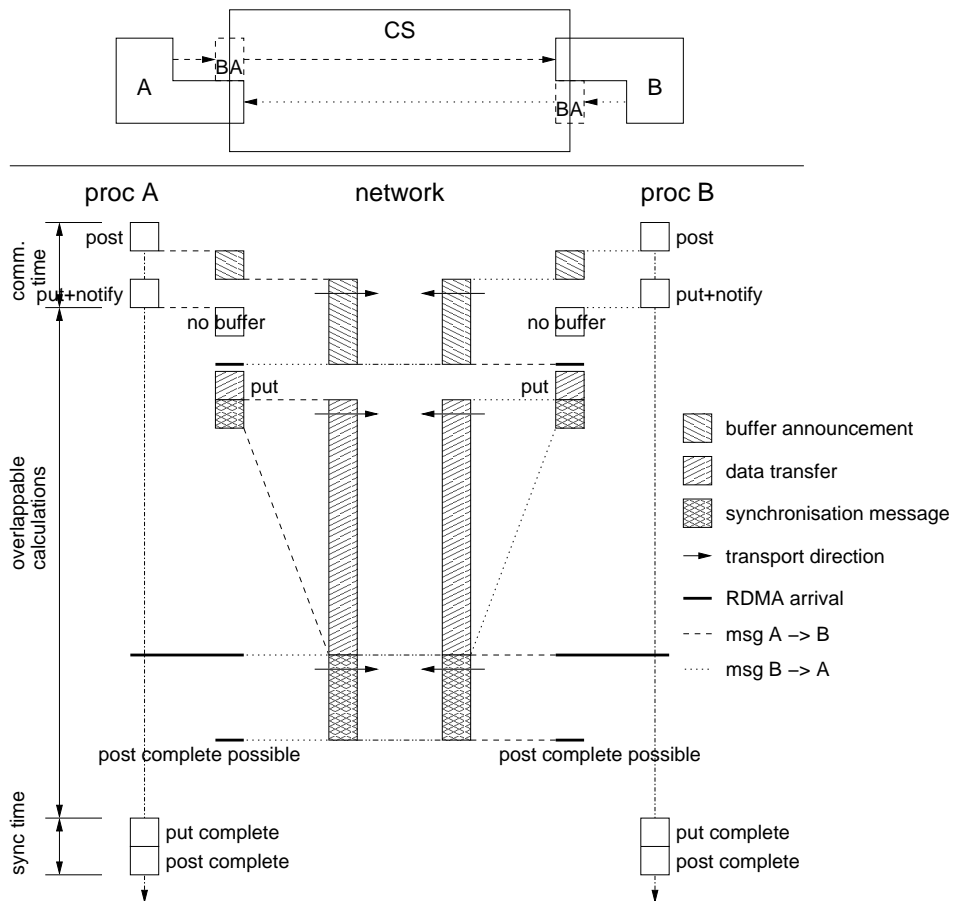 CS
A
BA
BA
B
proc A
network
proc B
comm.
time
post
post
put+notify
put+notify
no buffer
no buffer
put
put
overlappable
calculations
buffer announcement
data transfer
synchronisation message
transport direction
RDMA arrival
msg A −> B
msg B −> A
post complete possible
post complete possible
sync time
put complete
put complete
post complete
post complete